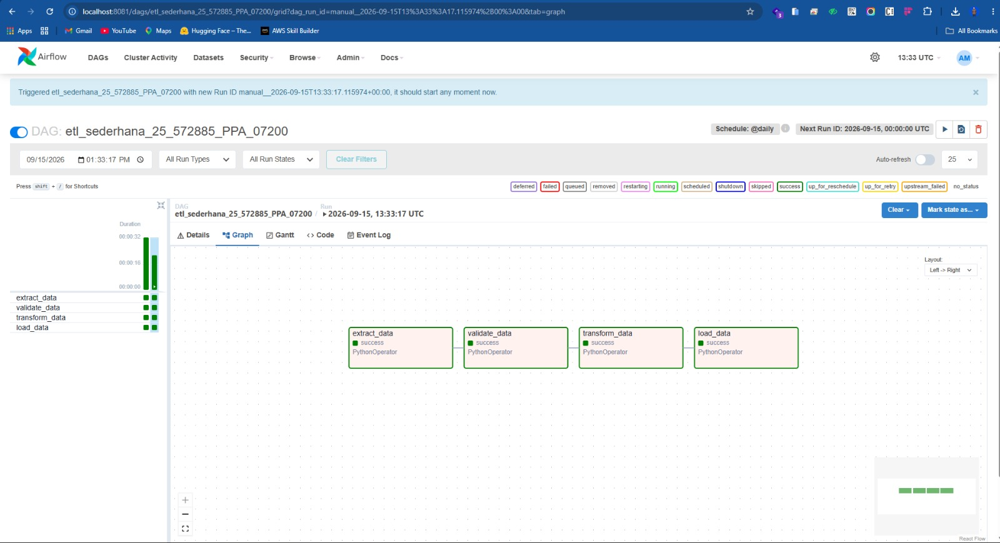 localhost:8081/dags/etl_sederhana_25_572885_PPA_07200/grid?dag_run_id=manual__2026-09-15T13%3A33%3A17.115974%2B00%3A00&tab=graph
3
Apps Gmail YouTube Maps Hugging Face – The... AWS Skill Builder All Bookmarks
Airflow DAGs Cluster Activity Datasets Security Browse Admin Docs 13:33 UTC AM
Triggered etl_sederhana_25_572885_PPA_07200 with new Run ID manual__2026-09-15T13:33:17.115974+00:00, it should start any moment now. ×
DAG: etl_sederhana_25_572885_PPA_07200 Schedule: @daily Next Run ID: 2026-09-15, 00:00:00 UTC
09/15/2026 01:33:17 PM All Run Types All Run States Clear Filters Auto-refresh 25
Press shift + / for Shortcuts deferred failed queued removed restarting running scheduled shutdown skipped success up_for_reschedule up_for_retry upstream_failed no_status
DAG Run
etl_sederhana_25_572885_PPA_07200 / 2026-09-15, 13:33:17 UTC Clear Mark state as...
Duration
00:00:32
00:00:16
00:00:00
extract_data
validate_data
transform_data
load_data
Details Graph Gantt Code Event Log
Layout:
Left -> Right
extract_data
success
PythonOperator
validate_data
success
PythonOperator
transform_data
success
PythonOperator
load_data
success
PythonOperator
React Flow